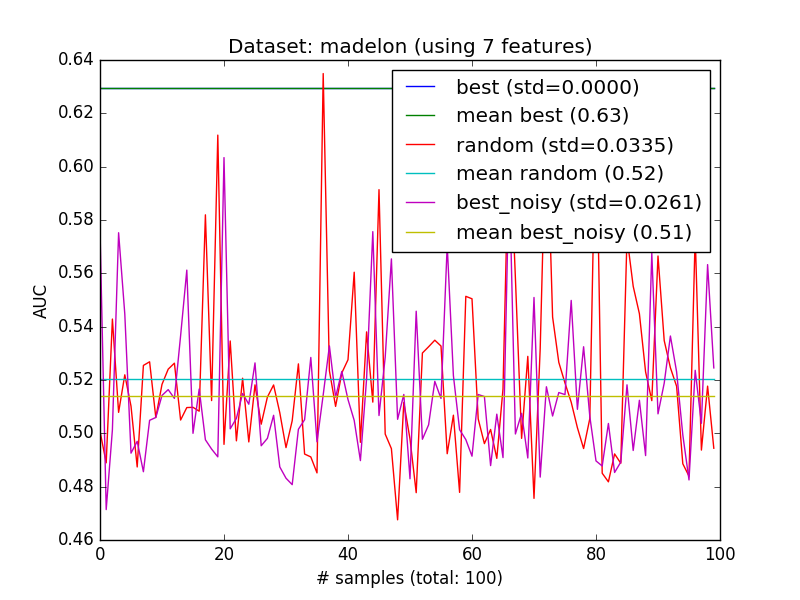 Dataset: madelon (using 7 features)
0.64
0.62
0.60
0.58
0.56
0.54
0.52
0.50
0.48
0.46
AUC
best (std=0.0000)
mean best (0.63)
random (std=0.0335)
mean random (0.52)
best_noisy (std=0.0261)
mean best_noisy (0.51)
0 20 40 60 80 100
# samples (total: 100)